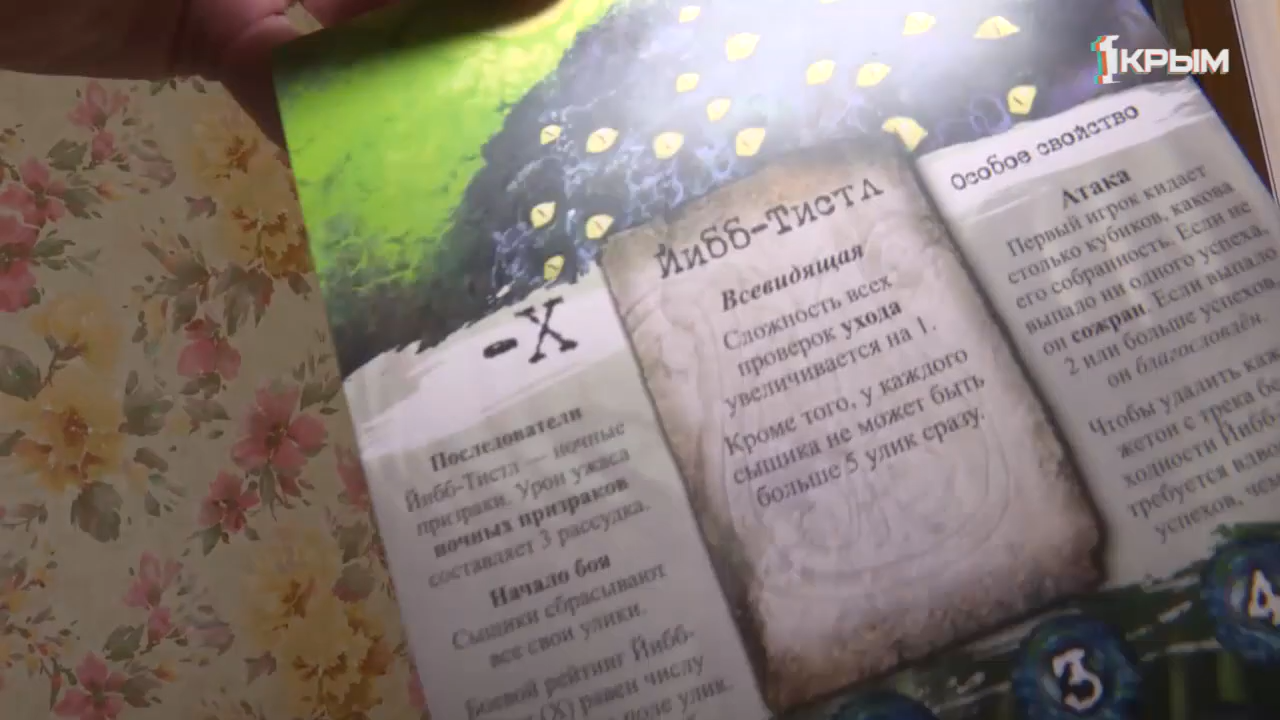 1КРЫМ
-X
Последователи
Йибб-Тистл — ночные
призраки. Урон ужаса
ночных призраков
составляет 3 рассудка.
Начало боя
Сыщики сбрасывают
все свои улики.
Боевой рейтинг Йибб-
(X) равен числу
поле улик.
Йибб-Тистл
Всевидящая
Сложность всех
проверок ухода
увеличивается на 1.
Кроме того, у каждого
сыщика не может быть
больше 5 улик сразу.
Особое свойство
Атака
Первый игрок кидает
столько кубиков, какова
его собранность. Если не
выпало ни одного успеха,
он сожран. Если выпало
2 или больше успехов,
он благословлён.
Чтобы удалить
жетон с трека
ходности Йибб-
требуется
успехов, чем
3
4